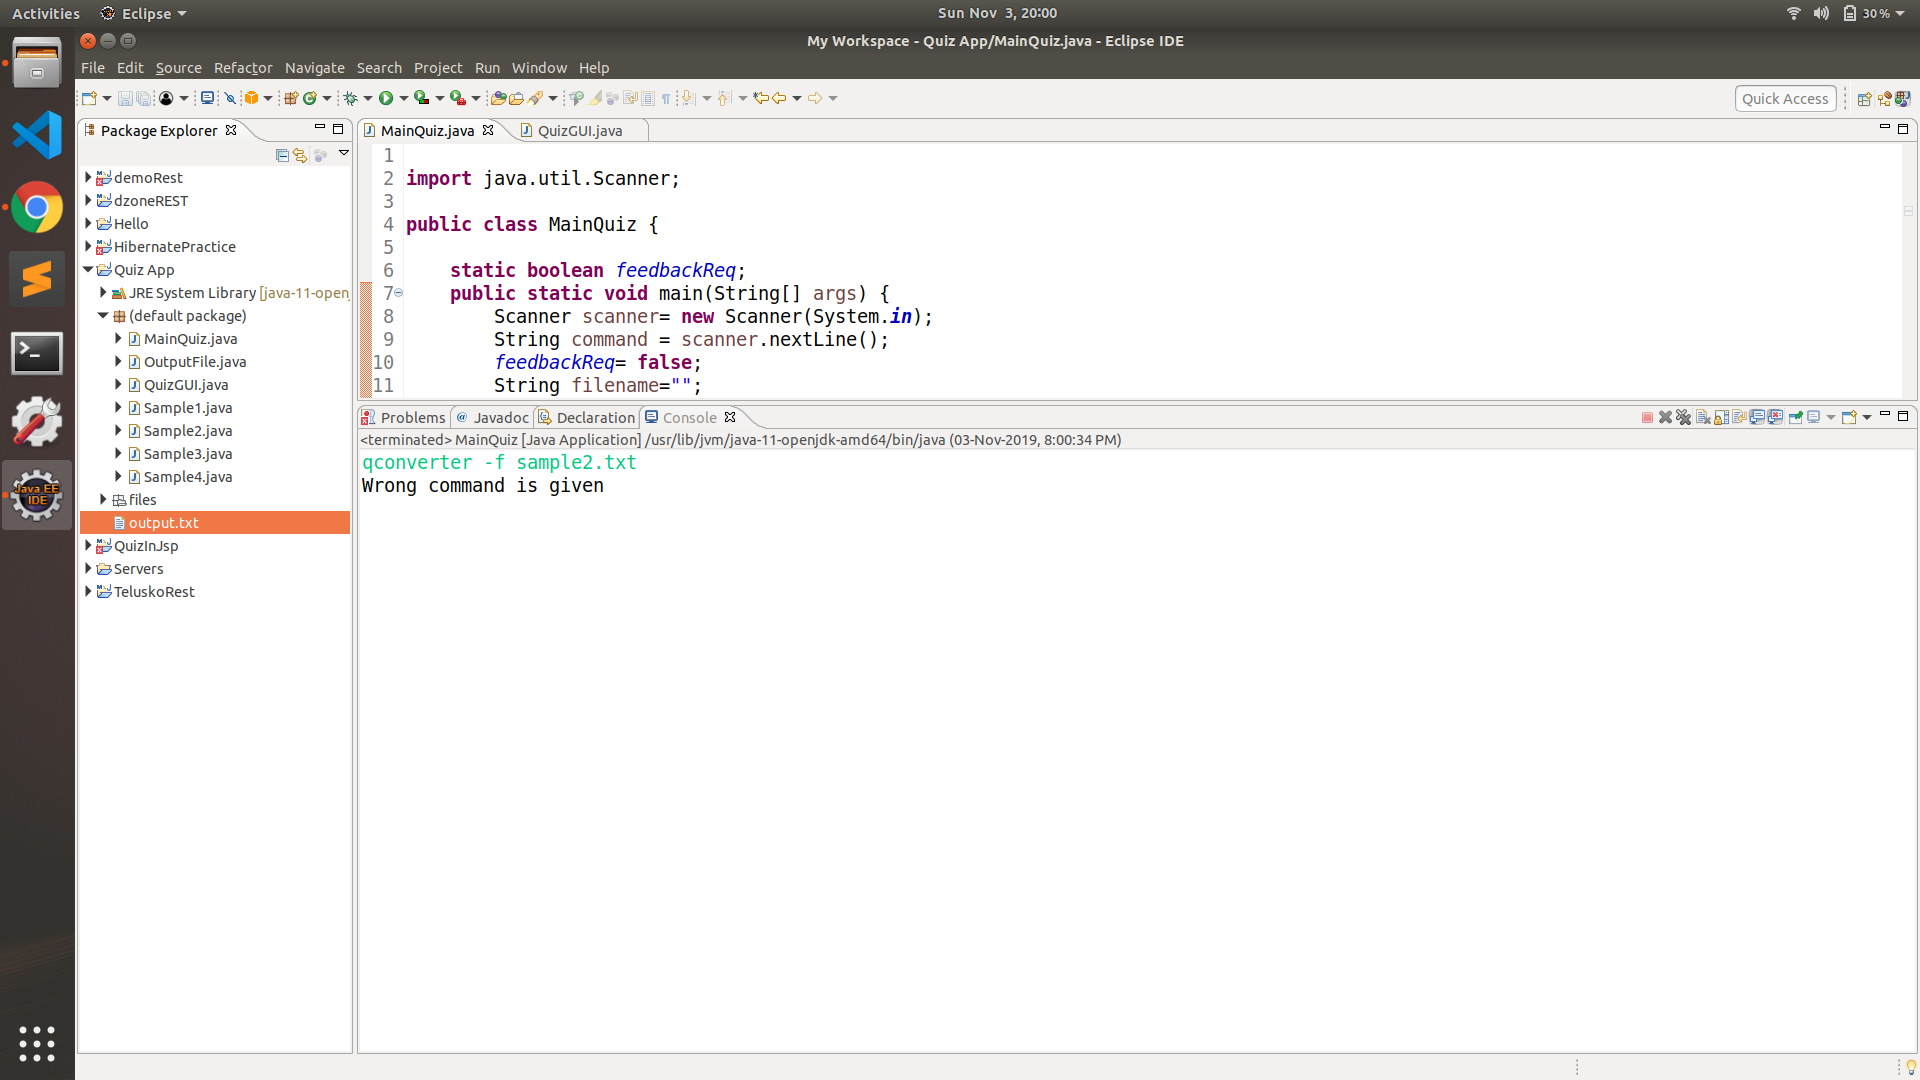 Activities Eclipse Sun Nov 3, 20:00 30%
My Workspace - Quiz App/MainQuiz.java - Eclipse IDE
File Edit Source Refactor Navigate Search Project Run Window Help
Quick Access
Package Explorer
demoRest
dzoneREST
Hello
HibernatePractice
Quiz App
JRE System Library [java-11-openj
(default package)
MainQuiz.java
OutputFile.java
QuizGUI.java
Sample1.java
Sample2.java
Sample3.java
Sample4.java
files
output.txt
QuizInJsp
Servers
TeluskoRest
MainQuiz.java QuizGUI.java
1
2 import java.util.Scanner;
3
4 public class MainQuiz {
5
6 static boolean feedbackReq;
7 public static void main(String[] args) {
8 Scanner scanner= new Scanner(System.in);
9 String command = scanner.nextLine();
10 feedbackReq= false;
11 String filename="";
Problems @ Javadoc Declaration Console
<terminated> MainQuiz [Java Application] /usr/lib/jvm/java-11-openjdk-amd64/bin/java (03-Nov-2019, 8:00:34 PM)
qconverter -f sample2.txt
Wrong command is given
Java EE
IDE